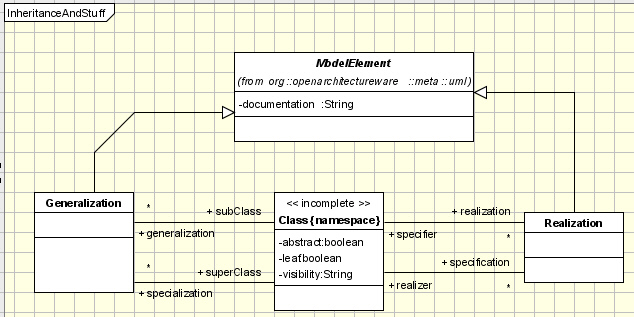 InheritanceAndStuff
ModelElement
(from org::openarchitectureware ::meta::uml)
-documentation :String
Generalization
*
+ subClass
+ generalization
*
+ superClass
+ specialization
<< incomplete >>
Class{namespace}
-abstract:boolean
-leaf:boolean
-visibility:String
+ realization
+ specifier
*
+ specification
+ realizer
*
Realization